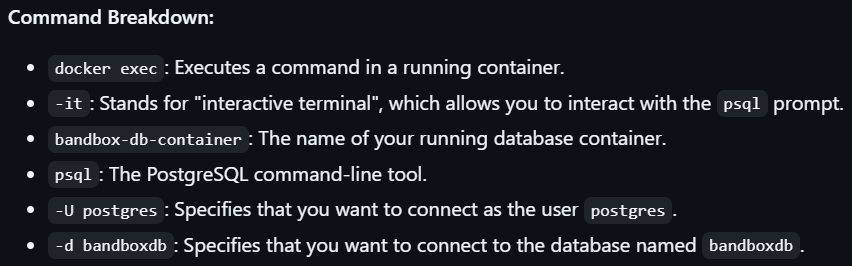 Command Breakdown:
• docker exec: Executes a command in a running container.
• -it: Stands for "interactive terminal", which allows you to interact with the psql prompt.
• bandbox-db-container: The name of your running database container.
• psql: The PostgreSQL command-line tool.
• -U postgres: Specifies that you want to connect as the user postgres.
• -d bandboxdb: Specifies that you want to connect to the database named bandboxdb.